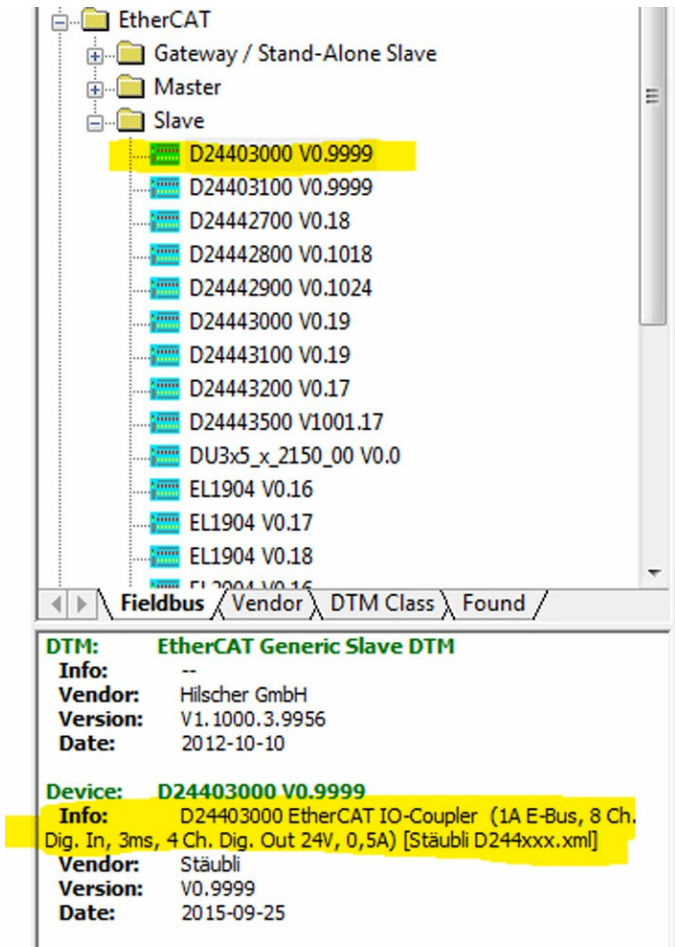 EtherCAT
Gateway / Stand-Alone Slave
Master
Slave
D24403000 V0.9999
D24403100 V0.9999
D24442700 V0.18
D24442800 V0.1018
D24442900 V0.1024
D24443000 V0.19
D24443100 V0.19
D24443200 V0.17
D24443500 V1001.17
DU3x5_x_2150_00 V0.0
EL1904 V0.16
EL1904 V0.17
EL1904 V0.18
Fieldbus Vendor DTM Class Found
DTM: EtherCAT Generic Slave DTM
Info: --
Vendor: Hilscher GmbH
Version: V1.1000.3.9956
Date: 2012-10-10
Device: D24403000 V0.9999
Info: D24403000 EtherCAT IO-Coupler (1A E-Bus, 8 Ch.
Dig. In, 3ms, 4 Ch. Dig. Out 24V, 0,5A) [Stäubli D244xxx.xml]
Vendor: Stäubli
Version: V0.9999
Date: 2015-09-25